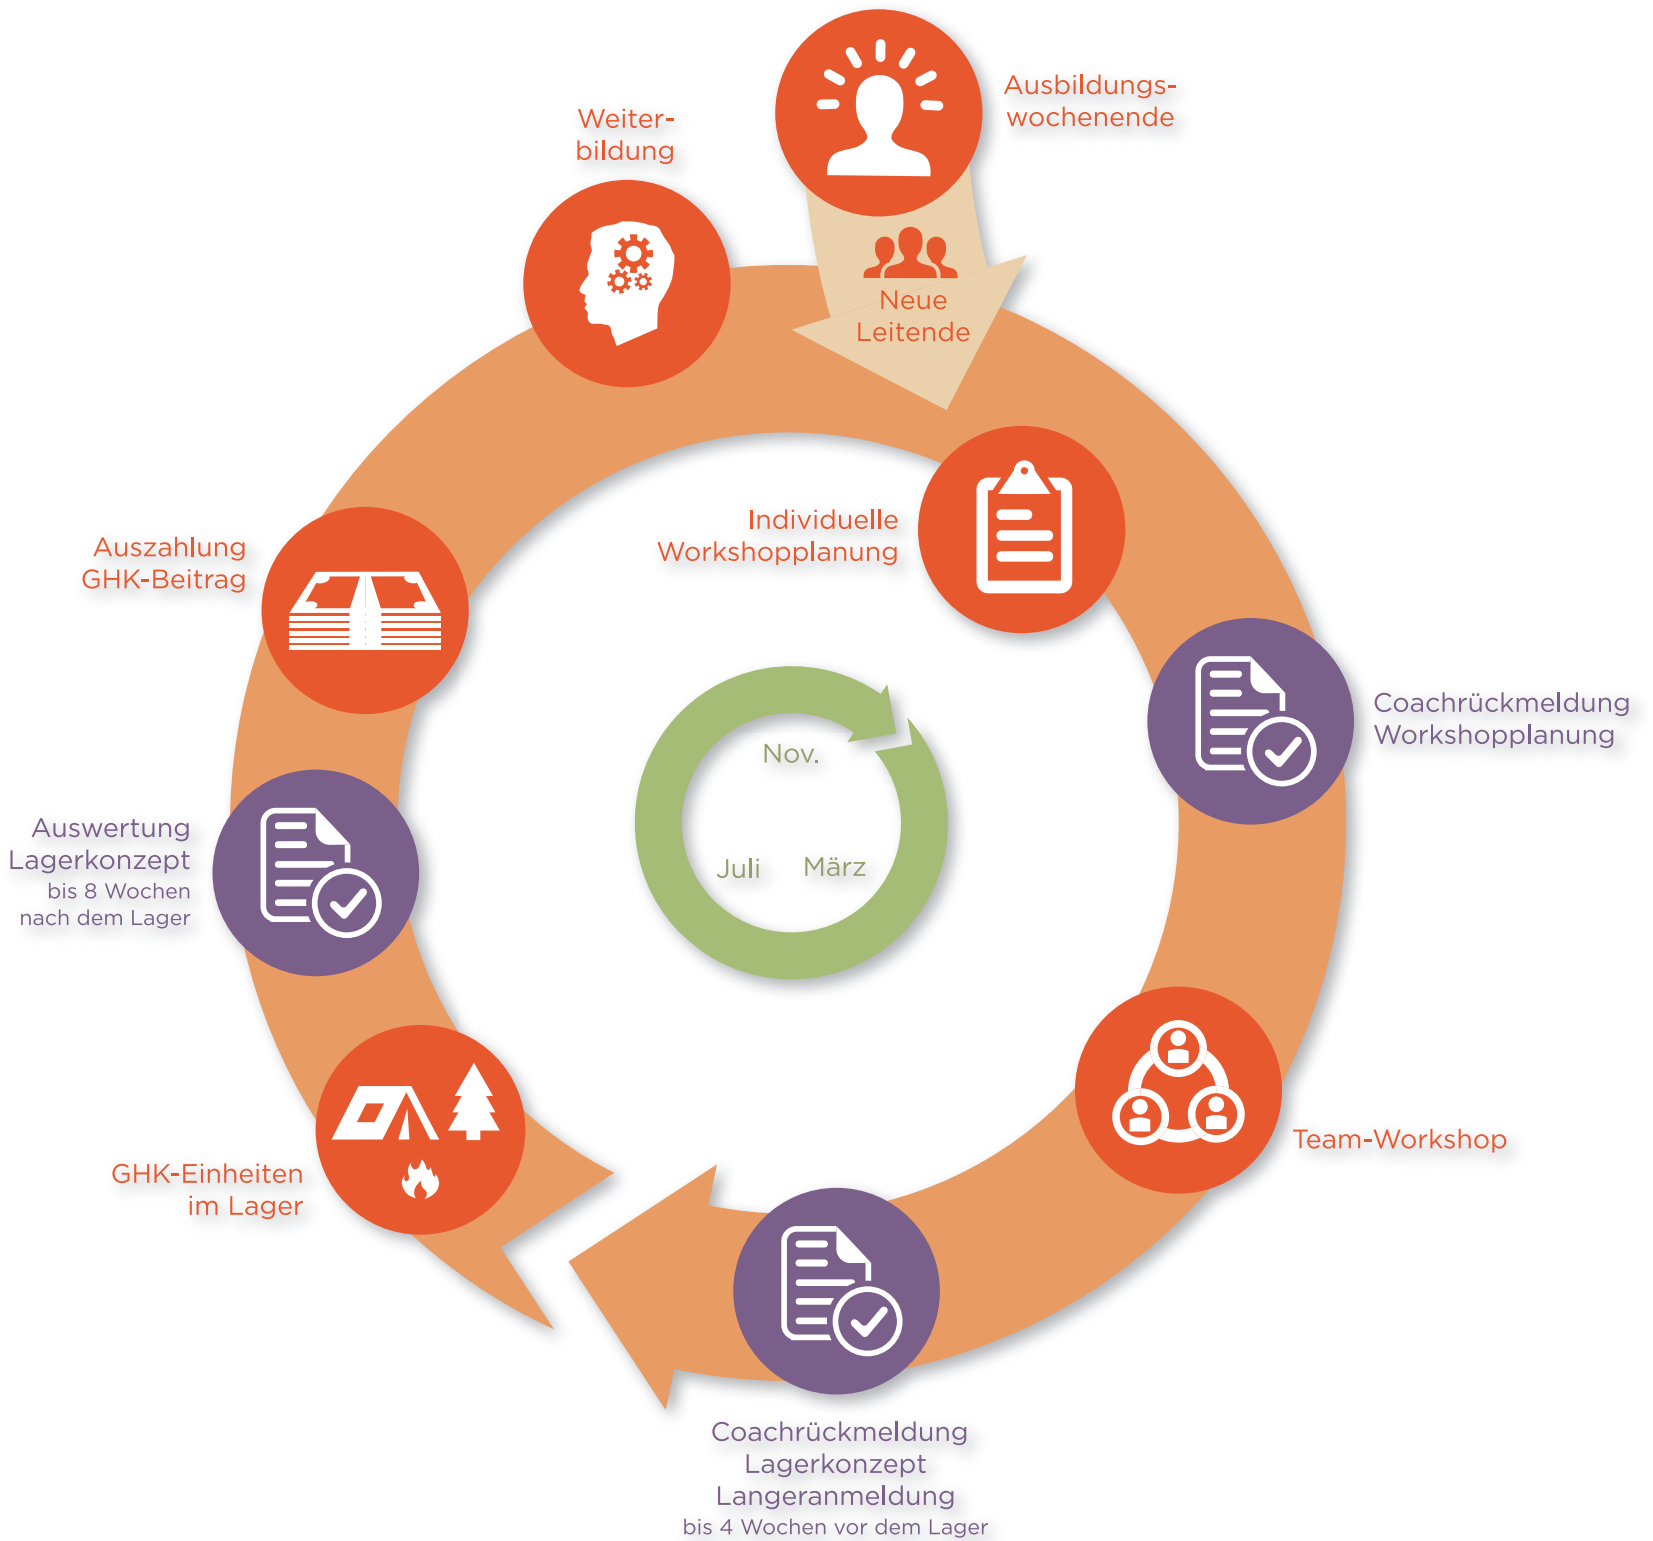 Ausbildungs-
wochenende
Weiter-
bildung
Neue
Leitende
Individuelle
Workshopplanung
Auszahlung
GHK-Beitrag
Coachrückmeldung
Workshopplanung
Nov.
Juli
März
Auswertung
Lagerkonzept
bis 8 Wochen
nach dem Lager
Team-Workshop
GHK-Einheiten
im Lager
Coachrückmeldung
Lagerkonzept
Langeranmeldung
bis 4 Wochen vor dem Lager